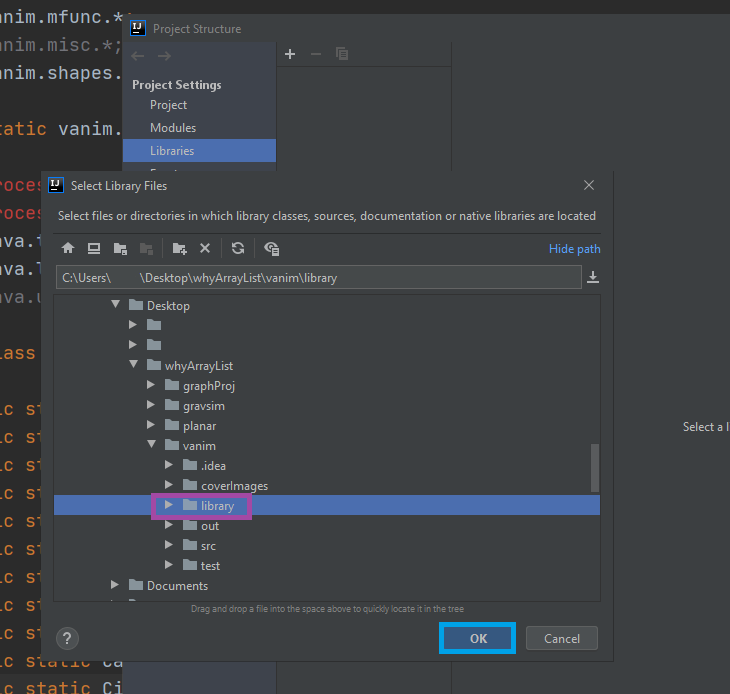 anim.mfunc.*;
Project Structure
anim.misc.*;
anim.shapes.
Project Settings
Project
tatic vanim.
Modules
Libraries
roces
Select Library Files
roces
Select files or directories in which library classes, sources, documentation or native libraries are located
ava.
ava.
Hide path
C:\Users\ \Desktop\whyArrayList\vanim\library
ava.u
Desktop
lass
whyArrayList
graphProj
ic st
gravsim
ic st
planar
Select a l
vanim
ic st
.idea
ic st
coverImages
ic st
library
ic st
out
ic st
src
ic st
test
Documents
ic st
Drag and drop a file into the space above to quickly locate it in the tree
ic st
? OK Cancel
ic static Ca
ic static Ci